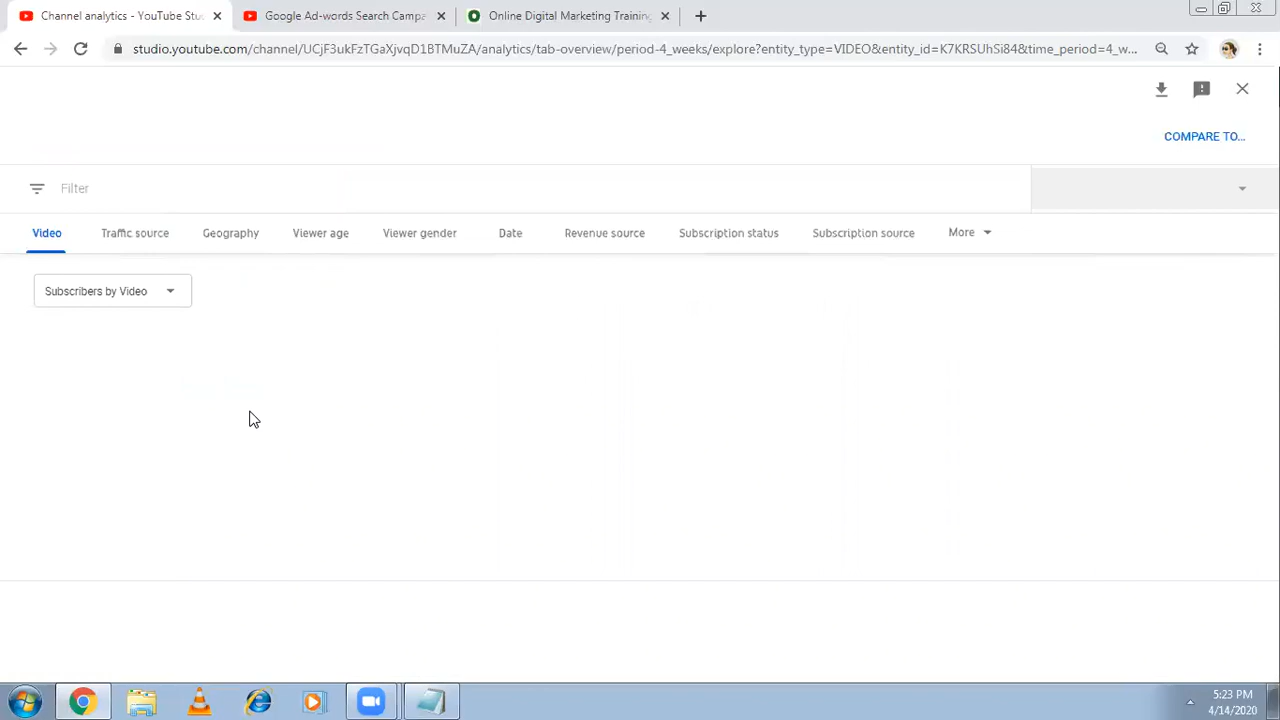 Channel analytics - YouTube Stu
Google Ad-words Search Campa
Online Digital Marketing Training
studio.youtube.com/channel/UCjF3ukFzTGaXjvqD1BTMuZA/analytics/tab-overview/period-4_weeks/explore?entity_type=VIDEO&entity_id=K7KRSUhSi84&time_period=4_w...
COMPARE TO...
Filter
Video Traffic source Geography Viewer age Viewer gender Date Revenue source Subscription status Subscription source More
Subscribers by Video
5:23 PM
4/14/2020